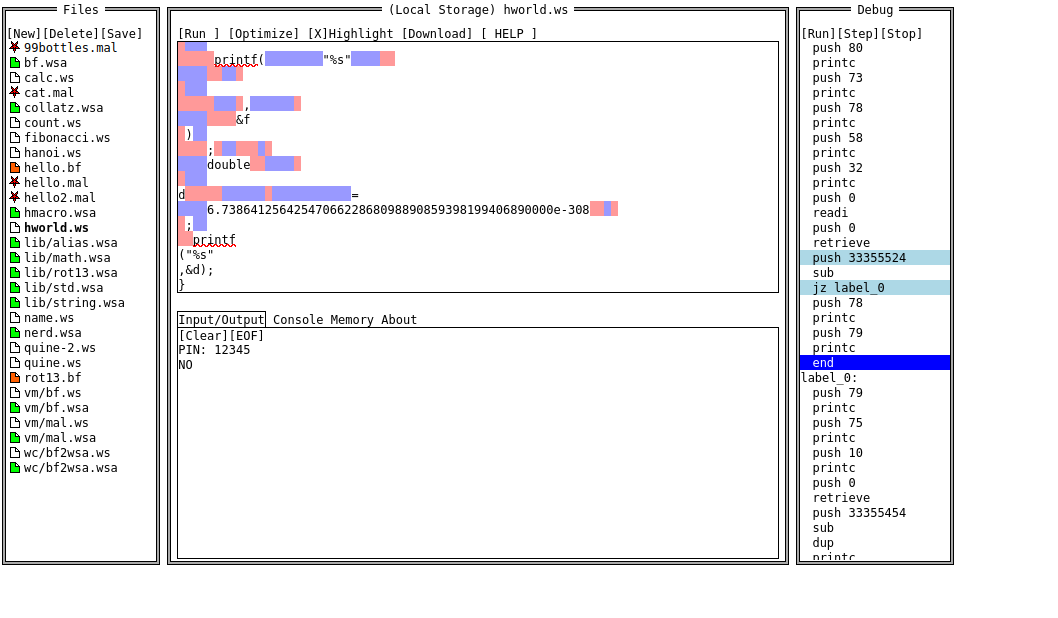 Files
[New][Delete][Save]
99bottles.mal
bf.wsa
calc.ws
cat.mal
collatz.wsa
count.ws
fibonacci.ws
hanoi.ws
hello.bf
hello.mal
hello2.mal
hmacro.wsa
hworld.ws
lib/alias.wsa
lib/math.wsa
lib/rot13.wsa
lib/std.wsa
lib/string.wsa
name.ws
nerd.wsa
quine-2.ws
quine.ws
rot13.bf
vm/bf.ws
vm/bf.wsa
vm/mal.ws
vm/mal.wsa
wc/bf2wsa.ws
wc/bf2wsa.wsa
(Local Storage) hworld.ws
[Run ] [Optimize] [X]Highlight [Download] [ HELP ]
printf( "%s"
,
&f
)
;
double
d =
6.7386412564254706622868098890859398199406890000e-308
;
printf
("%s"
,&d);
}
Input/Output Console Memory About
[Clear][EOF]
PIN: 12345
NO
Debug
[Run][Step][Stop]
push 80
printc
push 73
printc
push 78
printc
push 58
printc
push 32
printc
push 0
readi
push 0
retrieve
push 33355524
sub
jz label_0
push 78
printc
push 79
printc
end
label_0:
push 79
printc
push 75
printc
push 10
printc
push 0
retrieve
push 33355454
sub
dup
printc